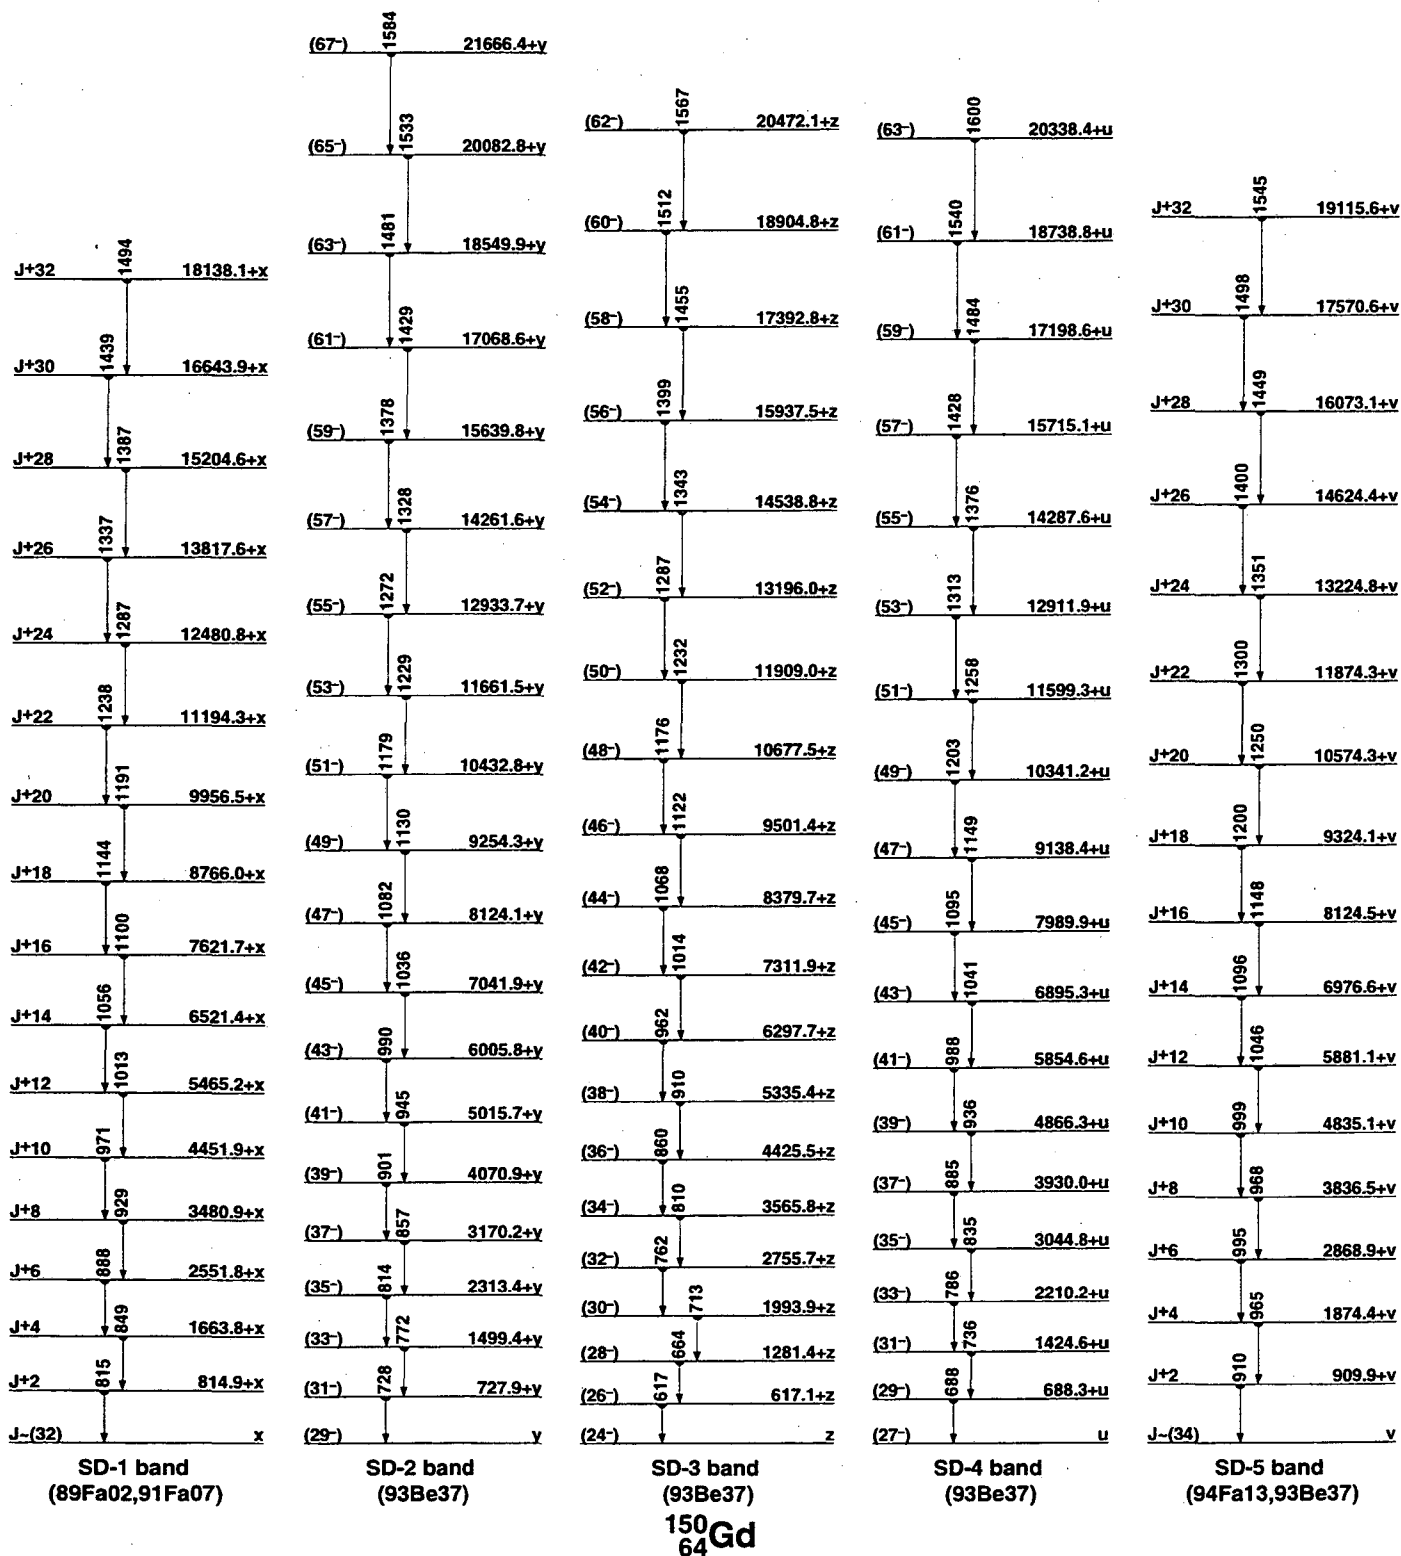 J+32 1494 18138.1+x
J+30 1439 16643.9+x
J+28 1387 15204.6+x
J+26 1337 13817.6+x
J+24 1287 12480.8+x
J+22 1238 11194.3+x
J+20 1191 9956.5+x
J+18 1144 8766.0+x
J+16 1100 7621.7+x
J+14 1056 6521.4+x
J+12 1013 5465.2+x
J+10 971 4451.9+x
J+8 929 3480.9+x
J+6 888 2551.8+x
J+4 849 1663.8+x
J+2 815 814.9+x
J~(32) x
SD-1 band
(89Fa02,91Fa07)
(67-) 1584 21666.4+y
(65-) 1533 20082.8+y
(63-) 1481 18549.9+y
(61-) 1429 17068.6+y
(59-) 1378 15639.8+y
(57-) 1328 14261.6+y
(55-) 1272 12933.7+y
(53-) 1229 11661.5+y
(51-) 1179 10432.8+y
(49-) 1130 9254.3+y
(47-) 1082 8124.1+y
(45-) 1036 7041.9+y
(43-) 990 6005.8+y
(41-) 945 5015.7+y
(39-) 901 4070.9+y
(37-) 857 3170.2+y
(35-) 814 2313.4+y
(33-) 772 1499.4+y
(31-) 728 727.9+y
(29-) y
SD-2 band
(93Be37)
(62-) 1567 20472.1+z
(60-) 1512 18904.8+z
(58-) 1455 17392.8+z
(56-) 1399 15937.5+z
(54-) 1343 14538.8+z
(52-) 1287 13196.0+z
(50-) 1232 11909.0+z
(48-) 1176 10677.5+z
(46-) 1122 9501.4+z
(44-) 1068 8379.7+z
(42-) 1014 7311.9+z
(40-) 962 6297.7+z
(38-) 910 5335.4+z
(36-) 860 4425.5+z
(34-) 810 3565.8+z
(32-) 762 2755.7+z
(30-) 713 1993.9+z
(28-) 664 1281.4+z
(26-) 617 617.1+z
(24-) z
SD-3 band
(93Be37)
(63-) 1600 20338.4+u
(61-) 1540 18738.8+u
(59-) 1484 17198.6+u
(57-) 1428 15715.1+u
(55-) 1376 14287.6+u
(53-) 1313 12911.9+u
(51-) 1258 11599.3+u
(49-) 1203 10341.2+u
(47-) 1149 9138.4+u
(45-) 1095 7989.9+u
(43-) 1041 6895.3+u
(41-) 988 5854.6+u
(39-) 936 4866.3+u
(37-) 885 3930.0+u
(35-) 835 3044.8+u
(33-) 786 2210.2+u
(31-) 736 1424.6+u
(29-) 688 688.3+u
(27-) u
SD-4 band
(93Be37)
J+32 1545 19115.6+v
J+30 1498 17570.6+v
J+28 1449 16073.1+v
J+26 1400 14624.4+v
J+24 1351 13224.8+v
J+22 1300 11874.3+v
J+20 1250 10574.3+v
J+18 1200 9324.1+v
J+16 1148 8124.5+v
J+14 1096 6976.6+v
J+12 1046 5881.1+v
J+10 999 4835.1+v
J+8 968 3836.5+v
J+6 995 2868.9+v
J+4 965 1874.4+v
J+2 910 909.9+v
J~(34) v
SD-5 band
(94Fa13,93Be37)
150 64 Gd